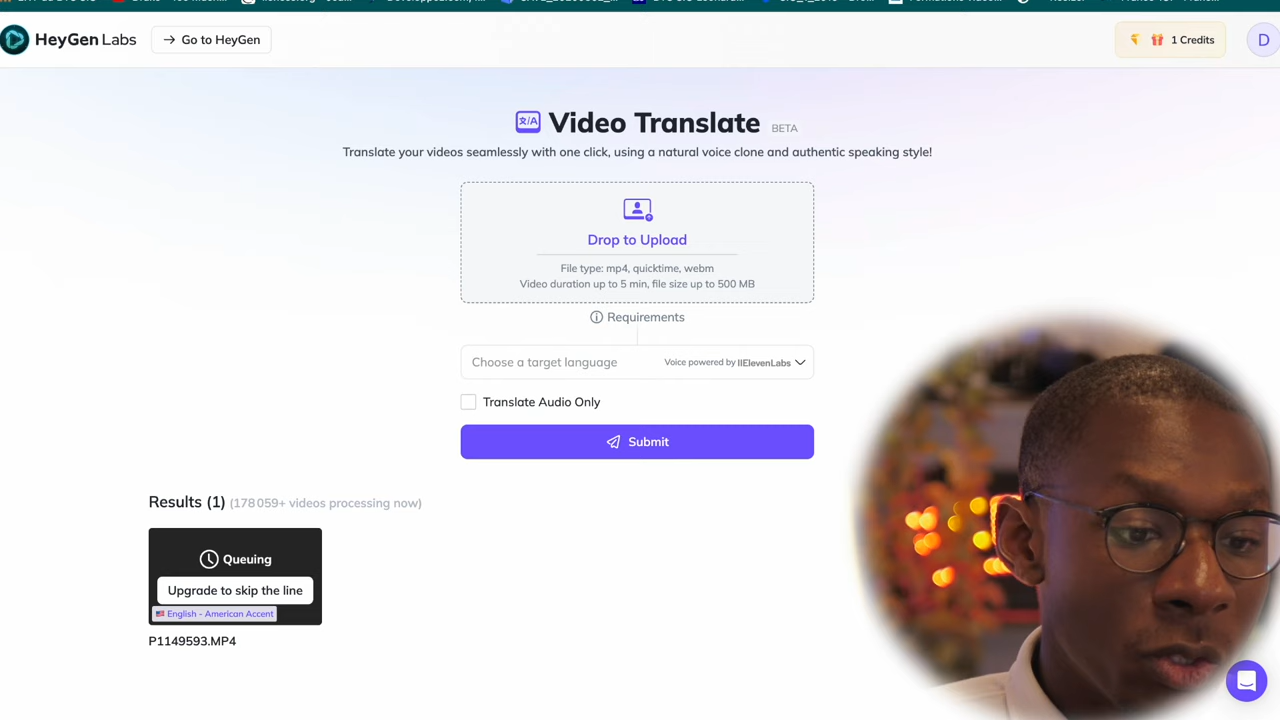 HeyGen Labs
Go to HeyGen
1 Credits
D
Video Translate BETA
Translate your videos seamlessly with one click, using a natural voice clone and authentic speaking style!
Drop to Upload
File type: mp4, quicktime, webm
Video duration up to 5 min, file size up to 500 MB
Requirements
Choose a target language
Voice powered by IIElevenLabs
Translate Audio Only
Submit
Results (1) (178 059+ videos processing now)
Queuing
Upgrade to skip the line
English - American Accent
P1149593.MP4